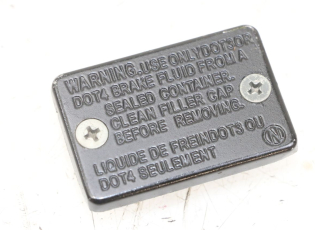 WARNING. USE ONLY DOT3 OR
DOT4 BRAKE FLUID FROM A
SEALED CONTAINER.
CLEAN FILLER CAP
BEFORE REMOVING.
LIQUIDE DE FREIN DOT3 OU
DOT4 SEULEMENT
N